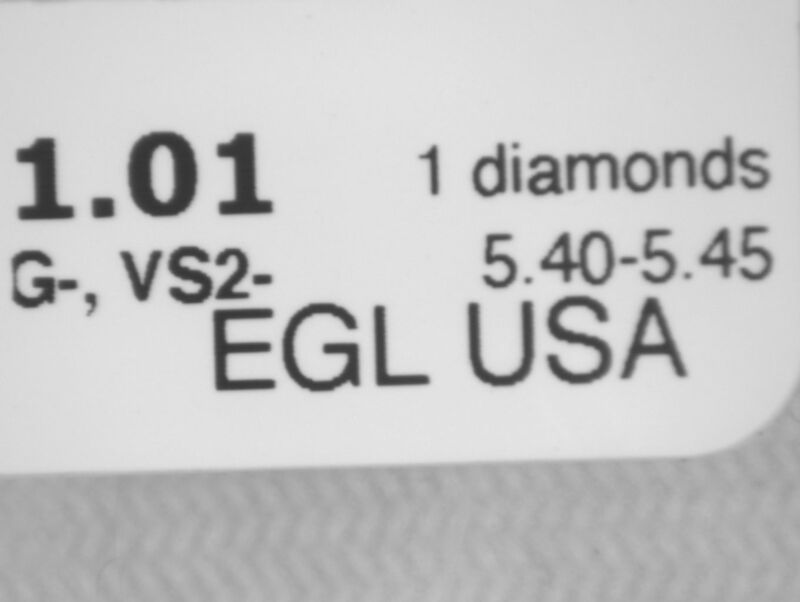 1.01 1 diamonds
G-, VS2- 5.40-5.45
EGL USA